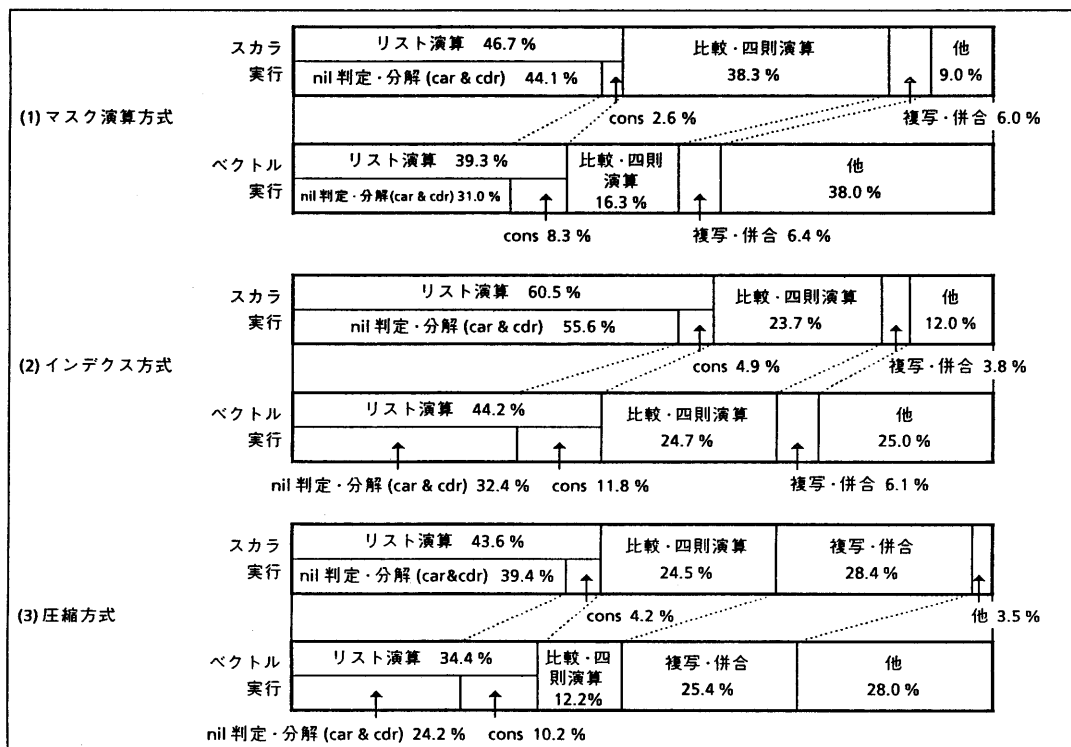 (1) マスク演算方式
スカラ
実行
リスト演算 46.7 %
nil 判定・分解 (car & cdr) 44.1 %
cons 2.6 %
比較・四則演算
38.3 %
複写・併合 6.0 %
他
9.0 %
ベクトル
実行
リスト演算 39.3 %
nil 判定・分解(car & cdr) 31.0 %
cons 8.3 %
比較・四則
演算
16.3 %
複写・併合 6.4 %
他
38.0 %
(2) インデクス方式
スカラ
実行
リスト演算 60.5 %
nil 判定・分解 (car & cdr) 55.6 %
cons 4.9 %
比較・四則演算
23.7 %
複写・併合 3.8 %
他
12.0 %
ベクトル
実行
リスト演算 44.2 %
nil 判定・分解 (car & cdr) 32.4 %
cons 11.8 %
比較・四則演算
24.7 %
複写・併合 6.1 %
他
25.0 %
(3) 圧縮方式
スカラ
実行
リスト演算 43.6 %
nil 判定・分解 (car&cdr) 39.4 %
cons 4.2 %
比較・四則演算
24.5 %
複写・併合
28.4 %
他 3.5 %
ベクトル
実行
リスト演算 34.4 %
nil 判定・分解 (car & cdr) 24.2 %
cons 10.2 %
比較・四
則演算
12.2%
複写・併合
25.4 %
他
28.0 %